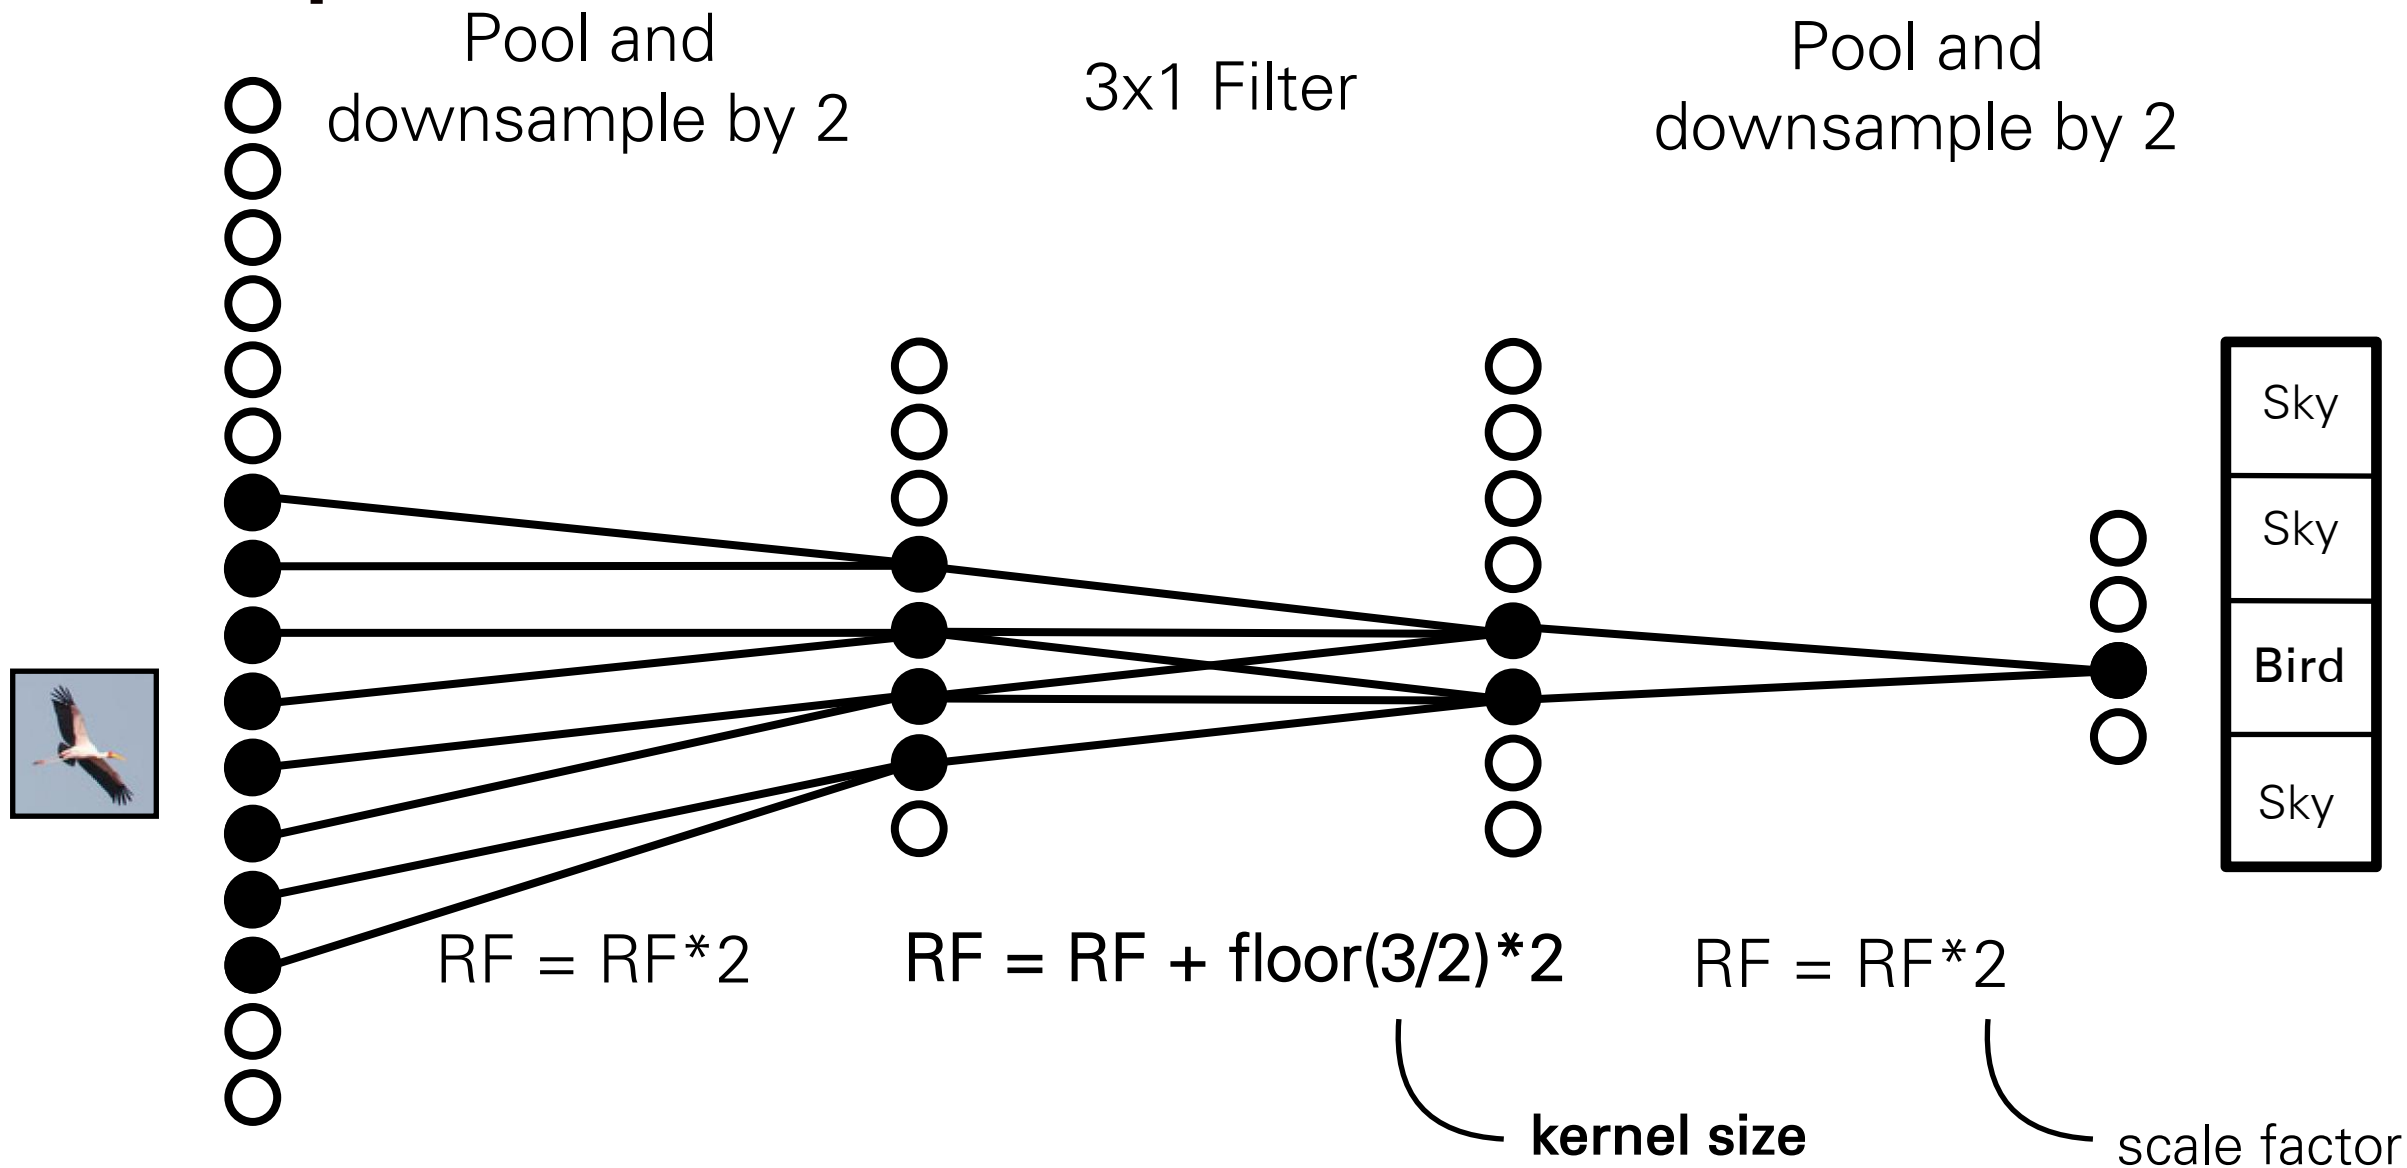 Pool and
downsample by 2
3x1 Filter
Pool and
downsample by 2
Sky
Sky
Bird
Sky
RF = RF*2
RF = RF + floor(3/2)*2
RF = RF*2
kernel size
scale factor